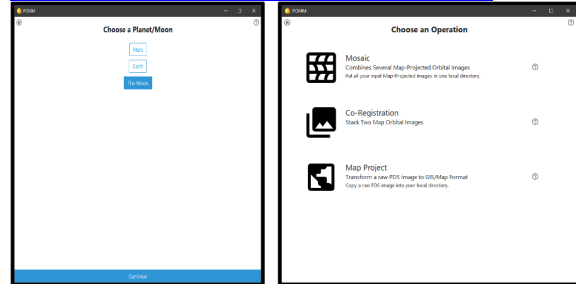 POMM
Choose a Planet/Moon
Mars
Earth
The Moon
Continue
POMM
Choose an Operation
Mosaic
Combines Several Map-Projected Orbital Images
Put all your input Map-Projected images in one local directory.
Co-Registration
Stack Two Map Orbital Images
Map Project
Transform a raw PDS image to GIS/Map Format
Copy a raw PDS image into your local directory.